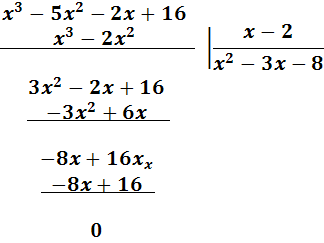 x³ − 5x² − 2x + 16
x³ − 2x²
x − 2
x² − 3x − 8
3x² − 2x + 16
−3x² + 6x
−8x + 16xₓ
−8x + 16
0